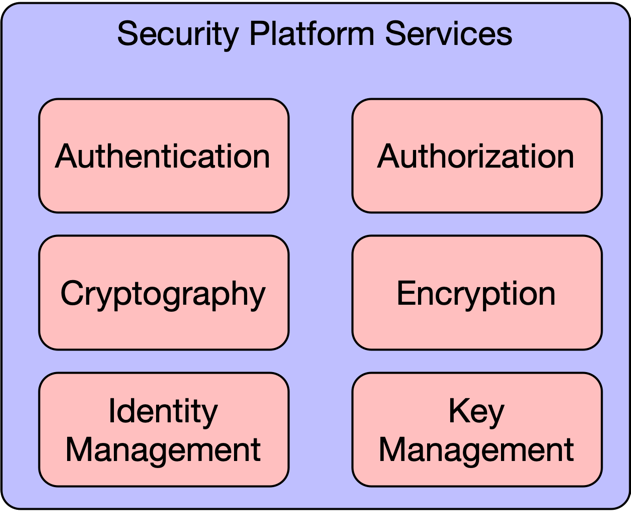 Security Platform Services
Authentication
Authorization
Cryptography
Encryption
Identity
Management
Key
Management